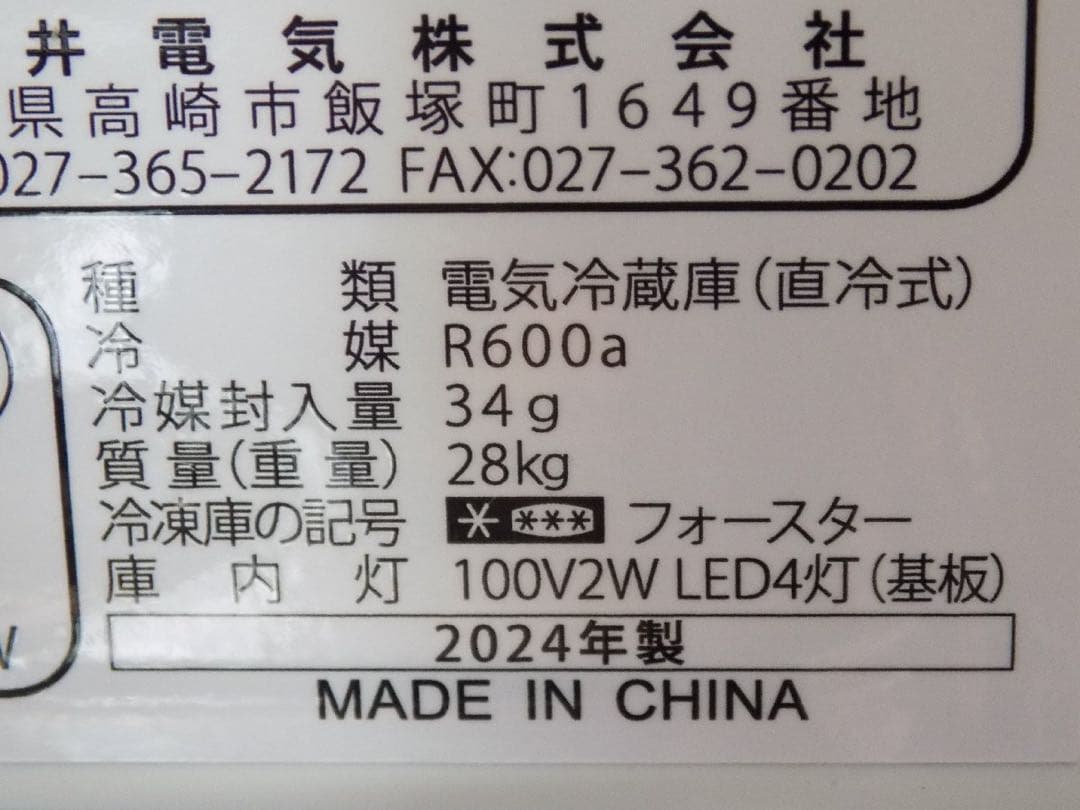 井電気株式会社
県高崎市飯塚町1649番地
027-365-2172 FAX:027-362-0202
種類 電気冷蔵庫(直冷式)
冷媒 R600a
冷媒封入量 34g
質量(重量) 28kg
冷凍庫の記号 * *** フォースター
庫内灯 100V2W LED4灯(基板)
2024年製
MADE IN CHINA